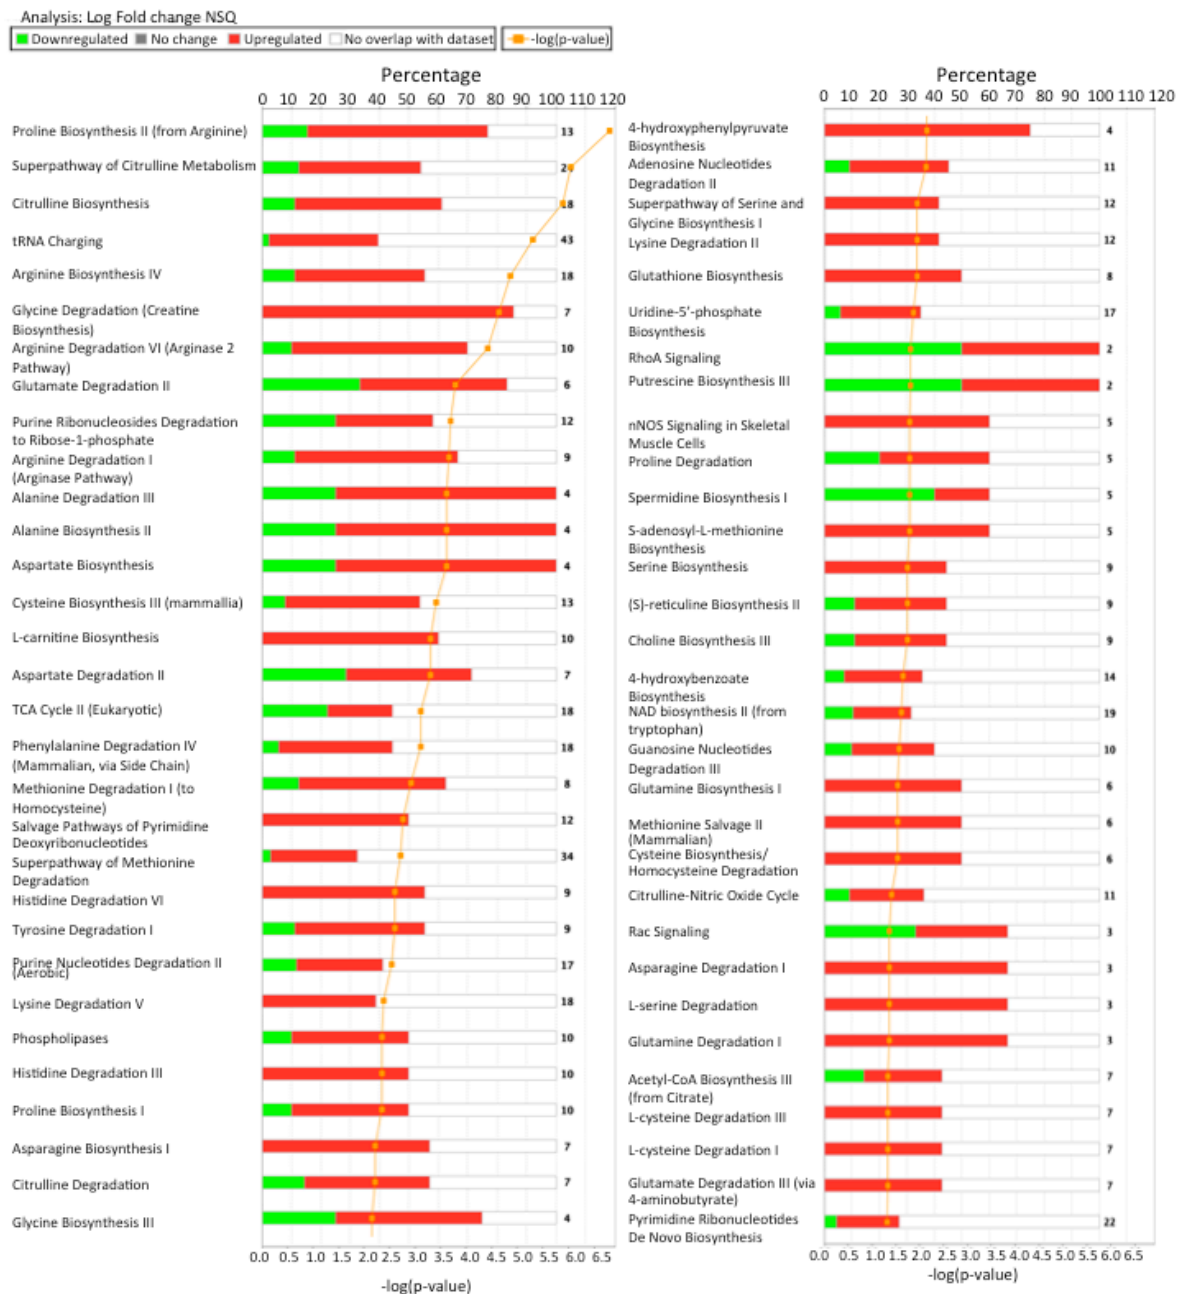 Analysis: Log Fold change NSQ
Downregulated No change Upregulated No overlap with dataset -log(p-value)
Percentage
0 10 20 30 40 50 60 70 80 90 100 110 120
Proline Biosynthesis II (from Arginine) 13
Superpathway of Citrulline Metabolism
Citrulline Biosynthesis 18
tRNA Charging 43
Arginine Biosynthesis IV 18
Glycine Degradation (Creatine 7
Biosynthesis)
Arginine Degradation VI (Arginase 2 10
Pathway)
Glutamate Degradation II 6
Purine Ribonucleosides Degradation 12
to Ribose-1-phosphate
Arginine Degradation I 9
(Arginase Pathway)
Alanine Degradation III 4
Alanine Biosynthesis II 4
Aspartate Biosynthesis 4
Cysteine Biosynthesis III (mammallia) 13
L-carnitine Biosynthesis 10
Aspartate Degradation II 7
TCA Cycle II (Eukaryotic) 18
Phenylalanine Degradation IV 18
(Mammalian, via Side Chain)
Methionine Degradation I (to 8
Homocysteine)
Salvage Pathways of Pyrimidine 12
Deoxyribonucleotides
Superpathway of Methionine 34
Degradation
Histidine Degradation VI 9
Tyrosine Degradation I 9
Purine Nucleotides Degradation II 17
(Aerobic)
Lysine Degradation V 18
Phospholipases 10
Histidine Degradation III 10
Proline Biosynthesis I 10
Asparagine Biosynthesis I 7
Citrulline Degradation 7
Glycine Biosynthesis III 4
0.0 0.5 1.0 1.5 2.0 2.5 3.0 3.5 4.0 4.5 5.0 5.5 6.0 6.5
-log(p-value)
Percentage
0 10 20 30 40 50 60 70 80 90 100 110 120
4-hydroxyphenylpyruvate 4
Biosynthesis
Adenosine Nucleotides 11
Degradation II
Superpathway of Serine and 12
Glycine Biosynthesis I
Lysine Degradation II 12
Glutathione Biosynthesis 8
Uridine-5'-phosphate 17
Biosynthesis
RhoA Signaling 2
Putrescine Biosynthesis III 2
nNOS Signaling in Skeletal 5
Muscle Cells
Proline Degradation 5
Spermidine Biosynthesis I 5
S-adenosyl-L-methionine 5
Biosynthesis
Serine Biosynthesis 9
(S)-reticuline Biosynthesis II 9
Choline Biosynthesis III 9
4-hydroxybenzoate 14
Biosynthesis
NAD biosynthesis II (from 19
tryptophan)
Guanosine Nucleotides 10
Degradation III
Glutamine Biosynthesis I 6
Methionine Salvage II 6
(Mammalian)
Cysteine Biosynthesis/ 6
Homocysteine Degradation
Citrulline-Nitric Oxide Cycle 11
Rac Signaling 3
Asparagine Degradation I 3
L-serine Degradation 3
Glutamine Degradation I 3
Acetyl-CoA Biosynthesis III 7
(from Citrate)
L-cysteine Degradation III 7
L-cysteine Degradation I 7
Glutamate Degradation III (via 7
4-aminobutyrate)
Pyrimidine Ribonucleotides 22
De Novo Biosynthesis
0.0 0.5 1.0 1.5 2.0 2.5 3.0 3.5 4.0 4.5 5.0 5.5 6.0 6.5
-log(p-value)